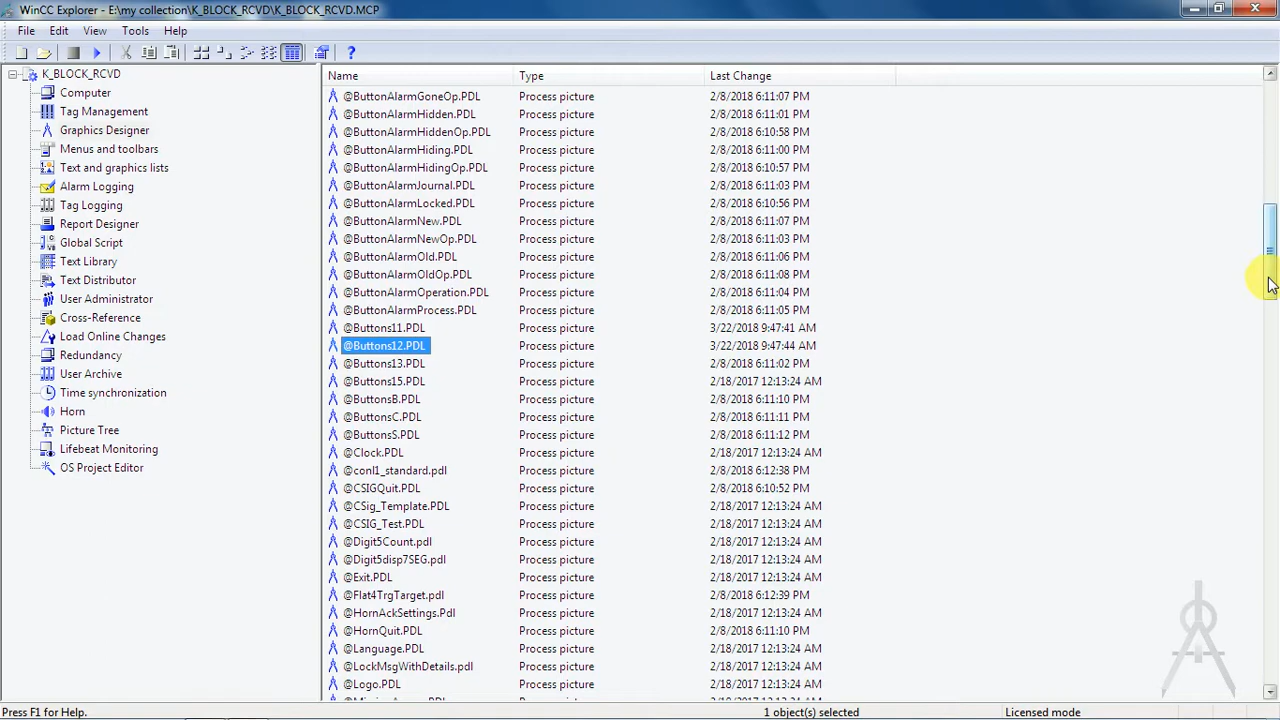 WinCC Explorer - E:\my collection\K_BLOCK_RCVD\K_BLOCK_RCVD.MCP
File Edit View Tools Help
K_BLOCK_RCVD
Computer
Tag Management
Graphics Designer
Menus and toolbars
Text and graphics lists
Alarm Logging
Tag Logging
Report Designer
Global Script
Text Library
Text Distributor
User Administrator
Cross-Reference
Load Online Changes
Redundancy
User Archive
Time synchronization
Horn
Picture Tree
Lifebeat Monitoring
OS Project Editor
Name Type Last Change
@ButtonAlarmGoneOp.PDL Process picture 2/8/2018 6:11:07 PM
@ButtonAlarmHidden.PDL Process picture 2/8/2018 6:11:01 PM
@ButtonAlarmHiddenOp.PDL Process picture 2/8/2018 6:10:58 PM
@ButtonAlarmHiding.PDL Process picture 2/8/2018 6:11:00 PM
@ButtonAlarmHidingOp.PDL Process picture 2/8/2018 6:10:57 PM
@ButtonAlarmJournal.PDL Process picture 2/8/2018 6:11:03 PM
@ButtonAlarmLocked.PDL Process picture 2/8/2018 6:10:56 PM
@ButtonAlarmNew.PDL Process picture 2/8/2018 6:11:07 PM
@ButtonAlarmNewOp.PDL Process picture 2/8/2018 6:11:03 PM
@ButtonAlarmOld.PDL Process picture 2/8/2018 6:11:06 PM
@ButtonAlarmOldOp.PDL Process picture 2/8/2018 6:11:08 PM
@ButtonAlarmOperation.PDL Process picture 2/8/2018 6:11:04 PM
@ButtonAlarmProcess.PDL Process picture 2/8/2018 6:11:05 PM
@Buttons11.PDL Process picture 3/22/2018 9:47:41 AM
@Buttons12.PDL Process picture 3/22/2018 9:47:44 AM
@Buttons13.PDL Process picture 2/8/2018 6:11:02 PM
@Buttons15.PDL Process picture 2/18/2017 12:13:24 AM
@ButtonsB.PDL Process picture 2/8/2018 6:11:10 PM
@ButtonsC.PDL Process picture 2/8/2018 6:11:11 PM
@ButtonsS.PDL Process picture 2/8/2018 6:11:12 PM
@Clock.PDL Process picture 2/18/2017 12:13:24 AM
@conl1_standard.pdl Process picture 2/8/2018 6:12:38 PM
@CSIGQuit.PDL Process picture 2/8/2018 6:10:52 PM
@CSig_Template.PDL Process picture 2/18/2017 12:13:24 AM
@CSIG_Test.PDL Process picture 2/18/2017 12:13:24 AM
@Digit5Count.pdl Process picture 2/18/2017 12:13:24 AM
@Digit5disp7SEG.pdl Process picture 2/18/2017 12:13:24 AM
@Exit.PDL Process picture 2/18/2017 12:13:24 AM
@Flat4TrgTarget.pdl Process picture 2/8/2018 6:12:39 PM
@HornAckSettings.Pdl Process picture 2/18/2017 12:13:24 AM
@HornQuit.PDL Process picture 2/8/2018 6:11:10 PM
@Language.PDL Process picture 2/18/2017 12:13:24 AM
@LockMsgWithDetails.pdl Process picture 2/18/2017 12:13:24 AM
@Logo.PDL Process picture 2/18/2017 12:13:24 AM
Press F1 for Help. 1 object(s) selected Licensed mode